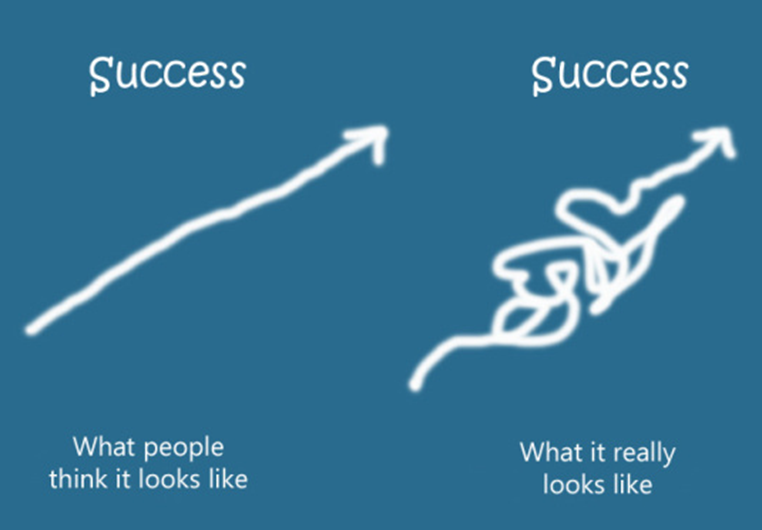 Success
What people
think it looks like
Success
What it really
looks like